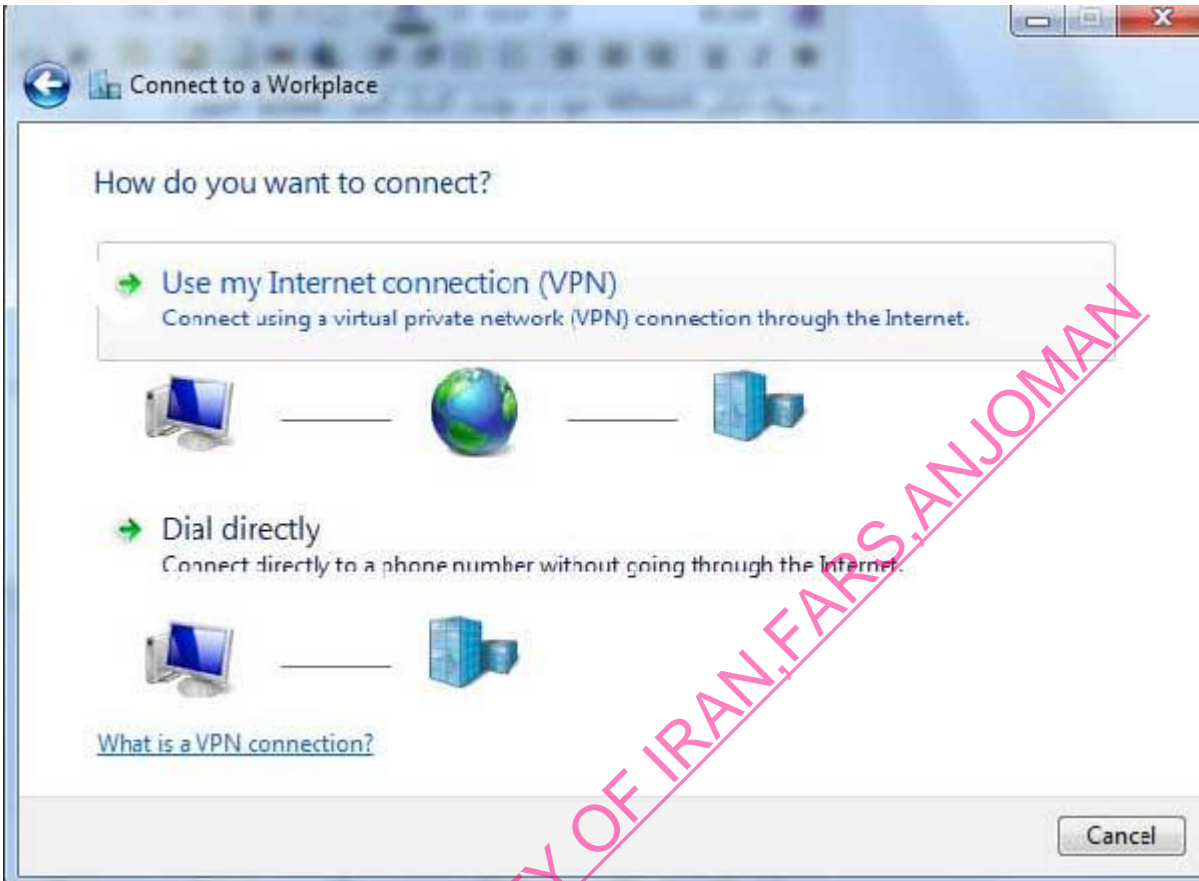 Connect to a Workplace
How do you want to connect?
Use my Internet connection (VPN)
Connect using a virtual private network (VPN) connection through the Internet.
Dial directly
Connect directly to a phone number without going through the Internet.
What is a VPN connection?
Cancel
OF IRAN,FARS,ANJOMAN